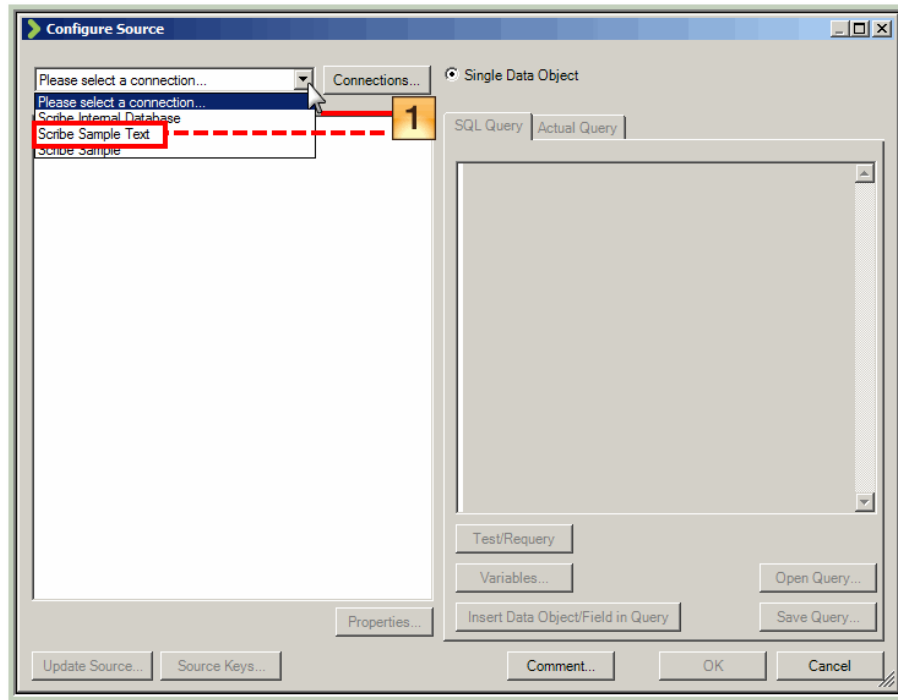 Configure Source
Please select a connection...
Connections...
Single Data Object
Please select a connection...
Scribe Internal Database
Scribe Sample Text
Scribe Sample
1
SQL Query
Actual Query
Test/Requery
Variables...
Open Query...
Insert Data Object/Field in Query
Save Query...
Properties...
Update Source...
Source Keys...
Comment...
OK
Cancel